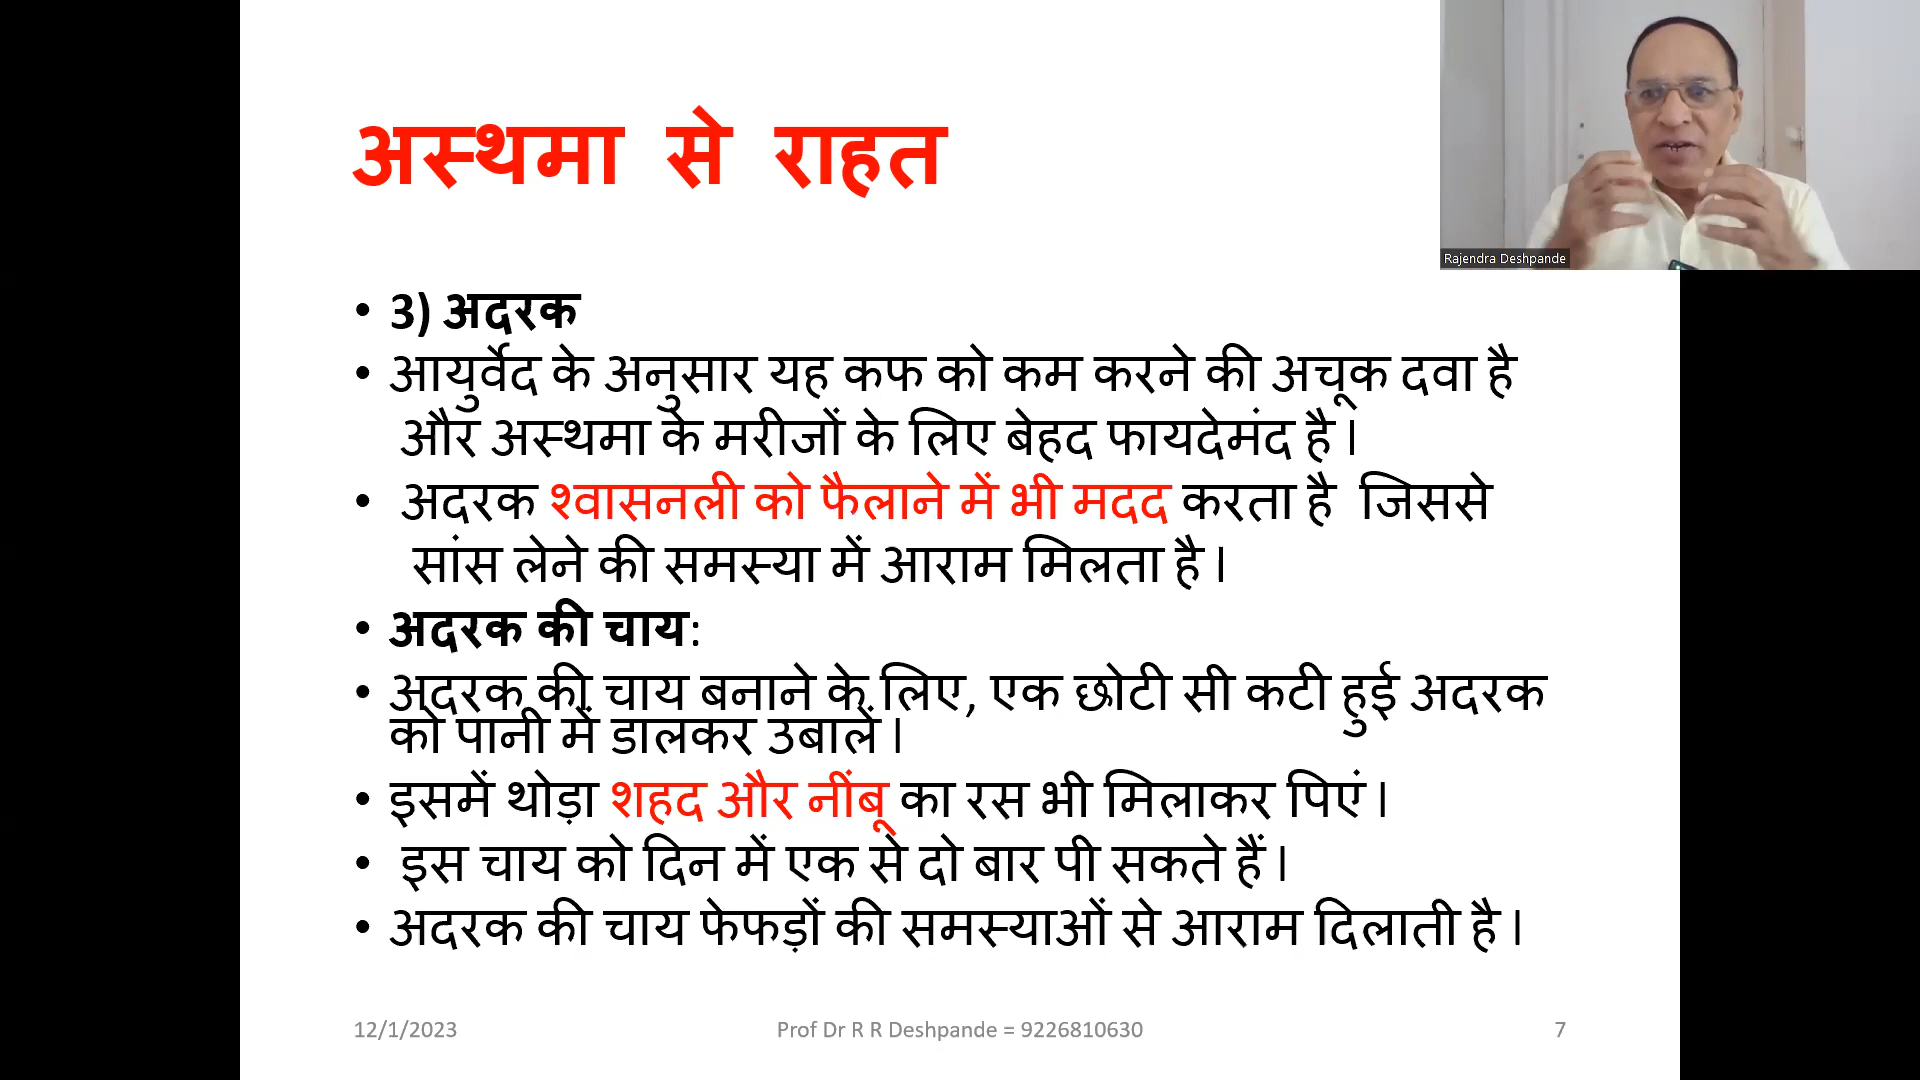 अस्थमा से राहत
Rajendra Deshpande
• 3) अदरक
• आयुर्वेद के अनुसार यह कफ को कम करने की अचूक दवा है
और अस्थमा के मरीजों के लिए बेहद फायदेमंद है।
• अदरक श्वासनली को फैलाने में भी मदद करता है जिससे
सांस लेने की समस्या में आराम मिलता है।
• अदरक की चाय:
• अदरक की चाय बनाने के लिए, एक छोटी सी कटी हुई अदरक
को पानी में डालकर उबालें।
• इसमें थोड़ा शहद और नींबू का रस भी मिलाकर पिएं।
• इस चाय को दिन में एक से दो बार पी सकते हैं।
• अदरक की चाय फेफड़ों की समस्याओं से आराम दिलाती है।
12/1/2023
Prof Dr R R Deshpande = 9226810630
7